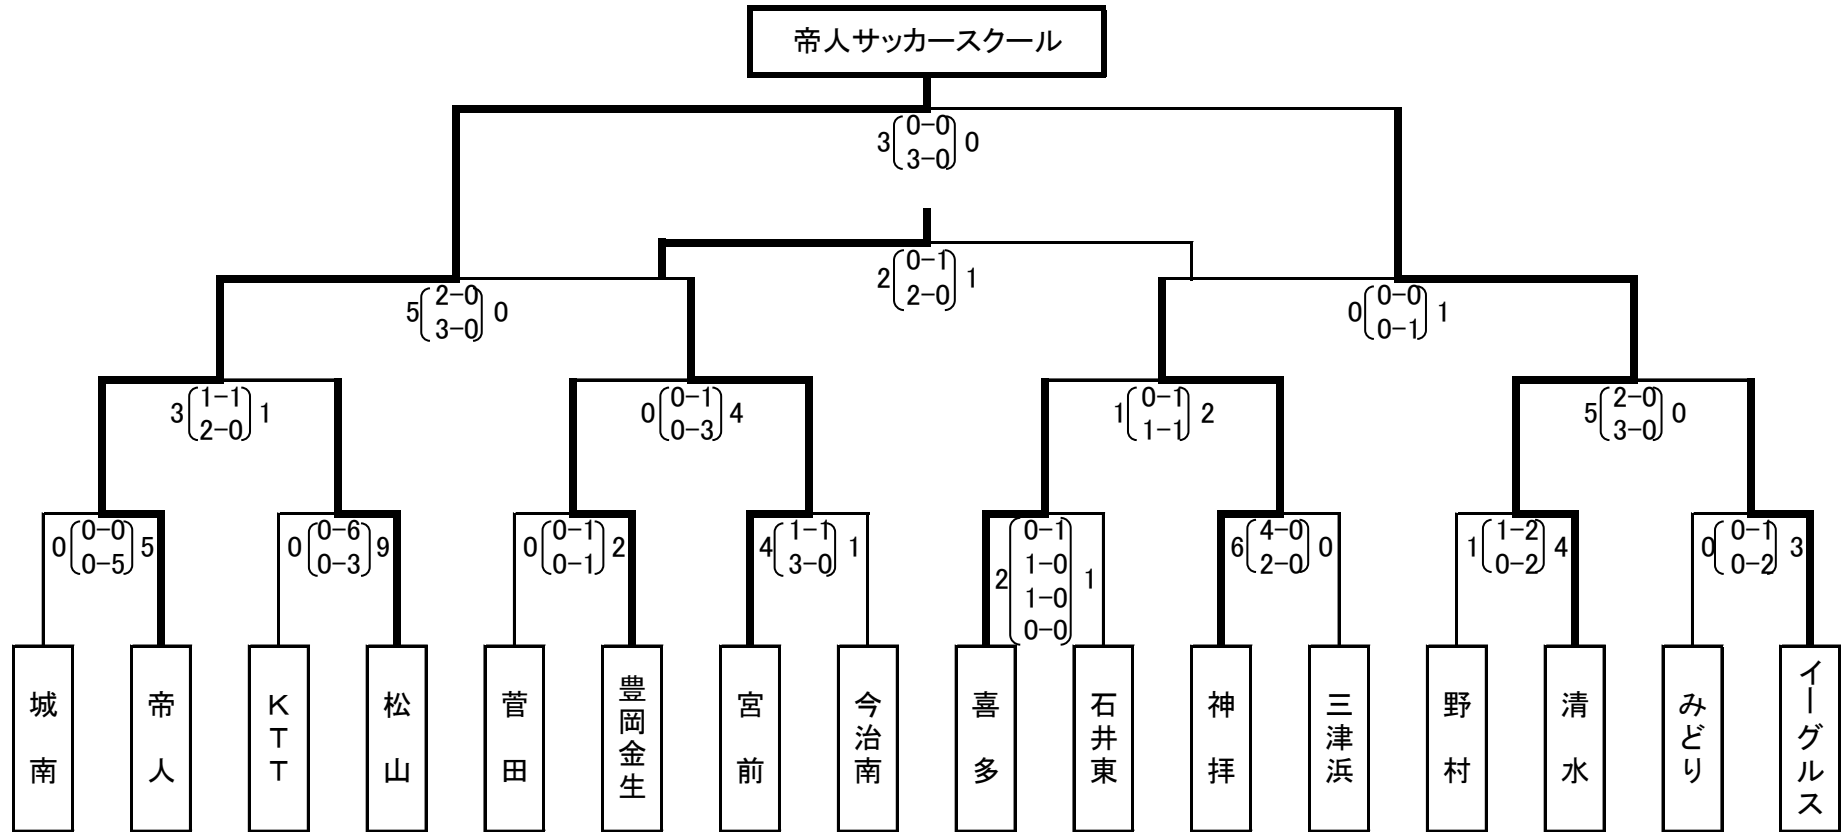 帝人サッカースクール
3 0-0 0
3-0
2 0-1 1
2-0
5 2-0 0
3-0
0 0-0 1
0-1
3 1-1 1
2-0
0 0-1 4
0-3
1 0-1 2
1-1
5 2-0 0
3-0
0 0-0 5
0-5
0 0-6 9
0-3
0 0-1 2
0-1
4 1-1 1
3-0
2 0-1 1
1-0
1-0
0-0
6 4-0 0
2-0
1 1-2 4
0-2
0 0-1 3
0-2
城南
帝人
KTT
松山
菅田
豊岡金生
宮前
今治南
喜多
石井東
神拝
三津浜
野村
清水
みどり
イーグルス